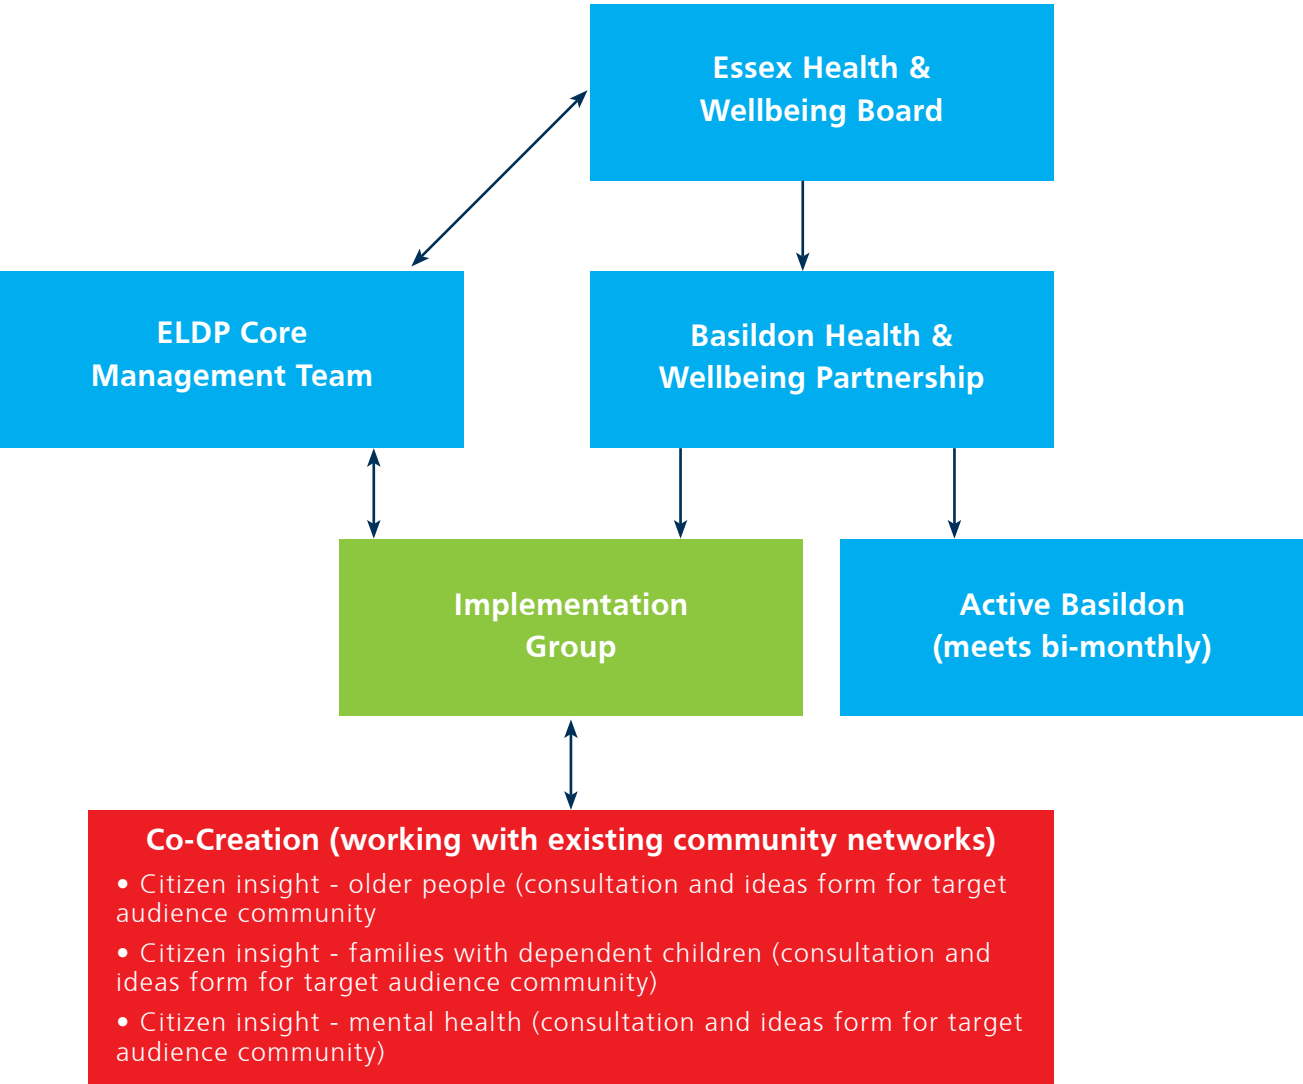 Essex Health &
Wellbeing Board
ELDP Core
Management Team
Basildon Health &
Wellbeing Partnership
Implementation
Group
Active Basildon
(meets bi-monthly)
Co-Creation (working with existing community networks)
• Citizen insight - older people (consultation and ideas form for target
audience community
• Citizen insight - families with dependent children (consultation and
ideas form for target audience community)
• Citizen insight - mental health (consultation and ideas form for target
audience community)